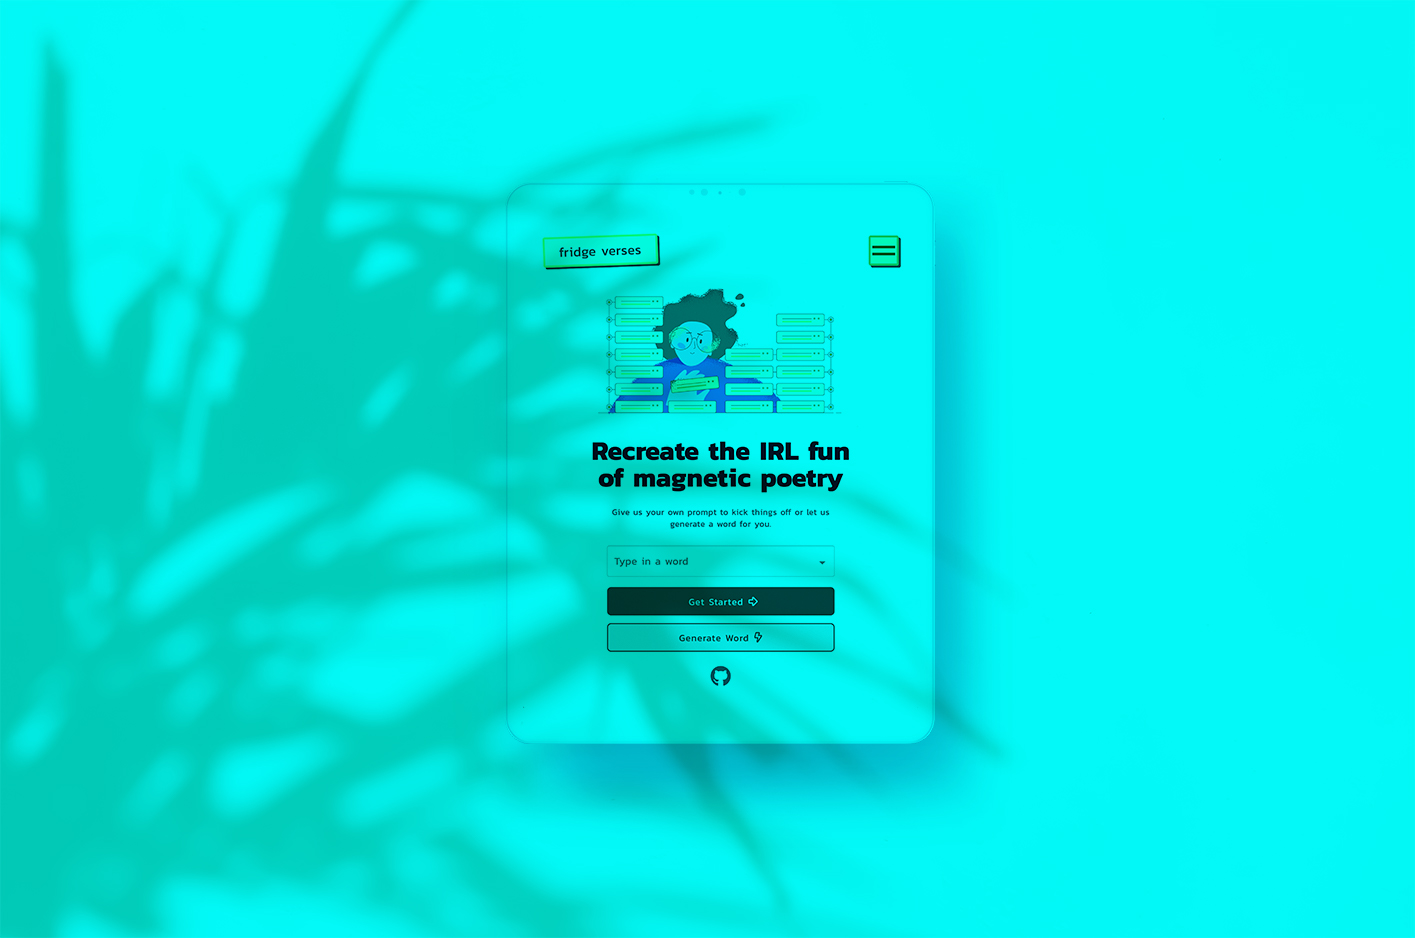 fridge verses
Recreate the IRL fun
of magnetic poetry
Give us your own prompt to kick things off or let us
generate a word for you.
Type in a word
Get Started
Generate Word